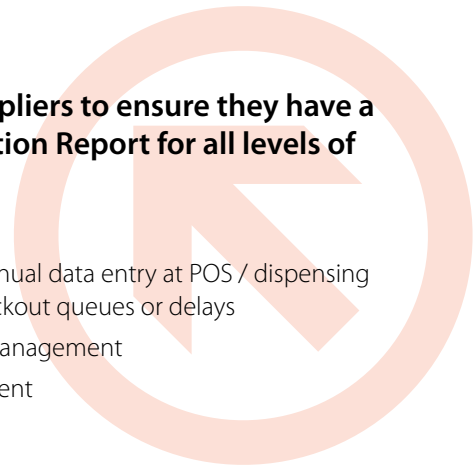 pliers to ensure they have a
tion Report for all levels of
nual data entry at POS / dispensing
ckout queues or delays
anagement
ent